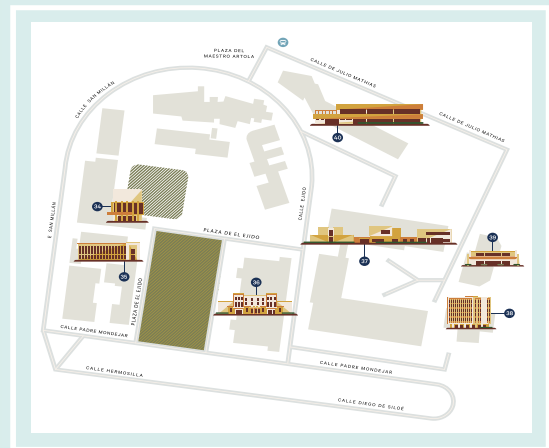 PLAZA DEL
MAESTRO ARTOLA
CALLE DE JULIO MATHIAS
CALLE DE JULIO MATHIAS
CALLE SAN MILLÁN
40
34
E SAN MILLÁN
CALLE EJIDO
PLAZA DE EL EJIDO
39
35
37
PLAZA DE EL EJIDO
36
38
CALLE PADRE MONDEJAR
CALLE PADRE MONDEJAR
CALLE HERMOSILLA
CALLE DIEGO DE SILOE